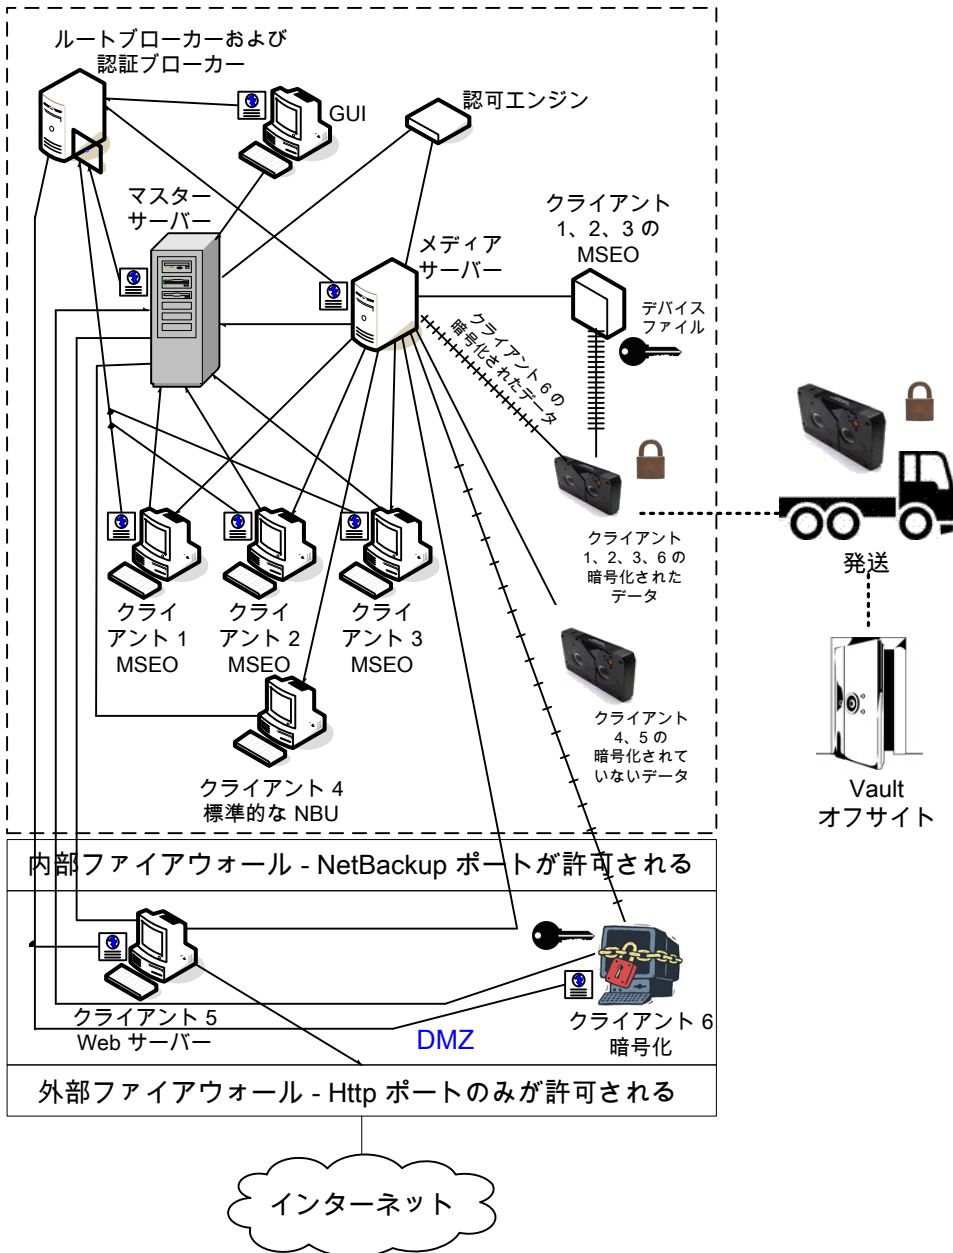 ルートブローカーおよび
認証ブローカー
GUI
認可エンジン
マスター
サーバー
メディア
サーバー
クライアント
1、2、3 の
MSEO
デバイス
ファイル
クライアント 6 の
暗号化されたデータ
クライアント
1、2、3、6 の
暗号化された
データ
発送
クライ
アント 1
MSEO
クライ
アント 2
MSEO
クライ
アント 3
MSEO
クライアント
4、5 の
暗号化されて
いないデータ
クライアント 4
標準的な NBU
Vault
オフサイト
内部ファイアウォール - NetBackup ポートが許可される
クライアント 5
Web サーバー
DMZ
クライアント 6
暗号化
外部ファイアウォール - Http ポートのみが許可される
インターネット